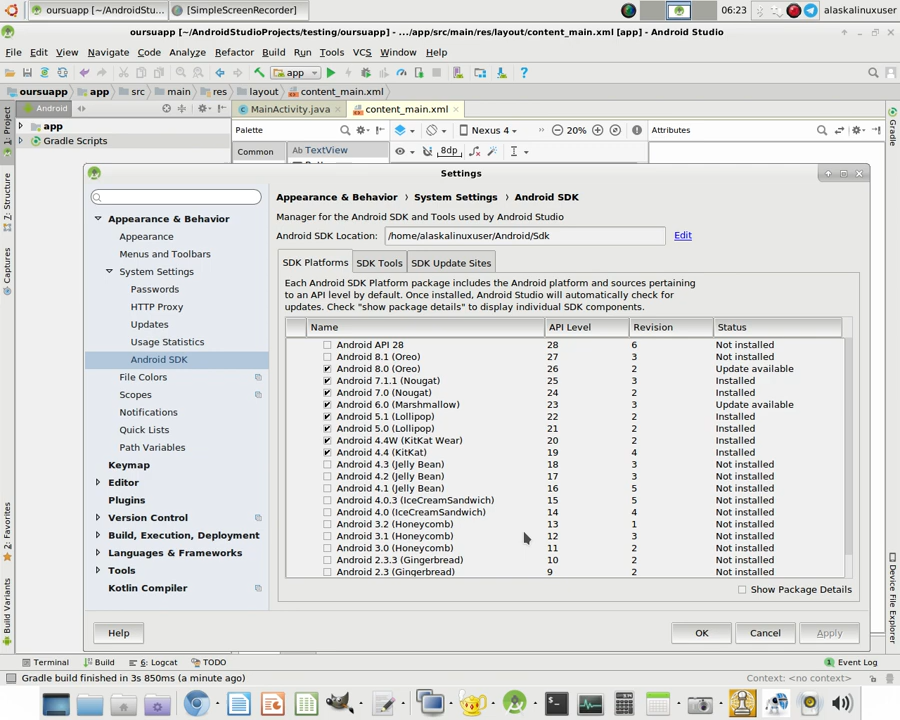 oursuapp [~/AndroidStu...
[SimpleScreenRecorder]
06:23
alaskalinuxuser
oursuapp [~/AndroidStudioProjects/testing/oursuapp] - .../app/src/main/res/layout/content_main.xml [app] - Android Studio
File Edit View Navigate Code Analyze Refactor Build Run Tools VCS Window Help
app
oursuapp app src main res layout content_main.xml
Android
MainActivity.java
content_main.xml
app
Gradle Scripts
Palette
Common
Ab TextView
Nexus 4
20%
8dp
Attributes
1: Project
7: Structure
Captures
2: Favorites
Build Variants
Gradle
Device File Explorer
Settings
Appearance & Behavior
Appearance
Menus and Toolbars
System Settings
Passwords
HTTP Proxy
Updates
Usage Statistics
Android SDK
File Colors
Scopes
Notifications
Quick Lists
Path Variables
Keymap
Editor
Plugins
Version Control
Build, Execution, Deployment
Languages & Frameworks
Tools
Kotlin Compiler
Appearance & Behavior › System Settings › Android SDK
Manager for the Android SDK and Tools used by Android Studio
Android SDK Location: /home/alaskalinuxuser/Android/Sdk Edit
SDK Platforms SDK Tools SDK Update Sites
Each Android SDK Platform package includes the Android platform and sources pertaining
to an API level by default. Once installed, Android Studio will automatically check for
updates. Check "show package details" to display individual SDK components.
Name API Level Revision Status
Android API 28 28 6 Not installed
Android 8.1 (Oreo) 27 3 Not installed
Android 8.0 (Oreo) 26 2 Update available
Android 7.1.1 (Nougat) 25 3 Installed
Android 7.0 (Nougat) 24 2 Installed
Android 6.0 (Marshmallow) 23 3 Update available
Android 5.1 (Lollipop) 22 2 Installed
Android 5.0 (Lollipop) 21 2 Installed
Android 4.4W (KitKat Wear) 20 2 Installed
Android 4.4 (KitKat) 19 4 Installed
Android 4.3 (Jelly Bean) 18 3 Not installed
Android 4.2 (Jelly Bean) 17 3 Not installed
Android 4.1 (Jelly Bean) 16 5 Not installed
Android 4.0.3 (IceCreamSandwich) 15 5 Not installed
Android 4.0 (IceCreamSandwich) 14 4 Not installed
Android 3.2 (Honeycomb) 13 1 Not installed
Android 3.1 (Honeycomb) 12 3 Not installed
Android 3.0 (Honeycomb) 11 2 Not installed
Android 2.3.3 (Gingerbread) 10 2 Not installed
Android 2.3 (Gingerbread) 9 2 Not installed
Show Package Details
Help OK Cancel Apply
Terminal Build 6: Logcat TODO 1 Event Log
Gradle build finished in 3s 850ms (a minute ago) Context: <no context>